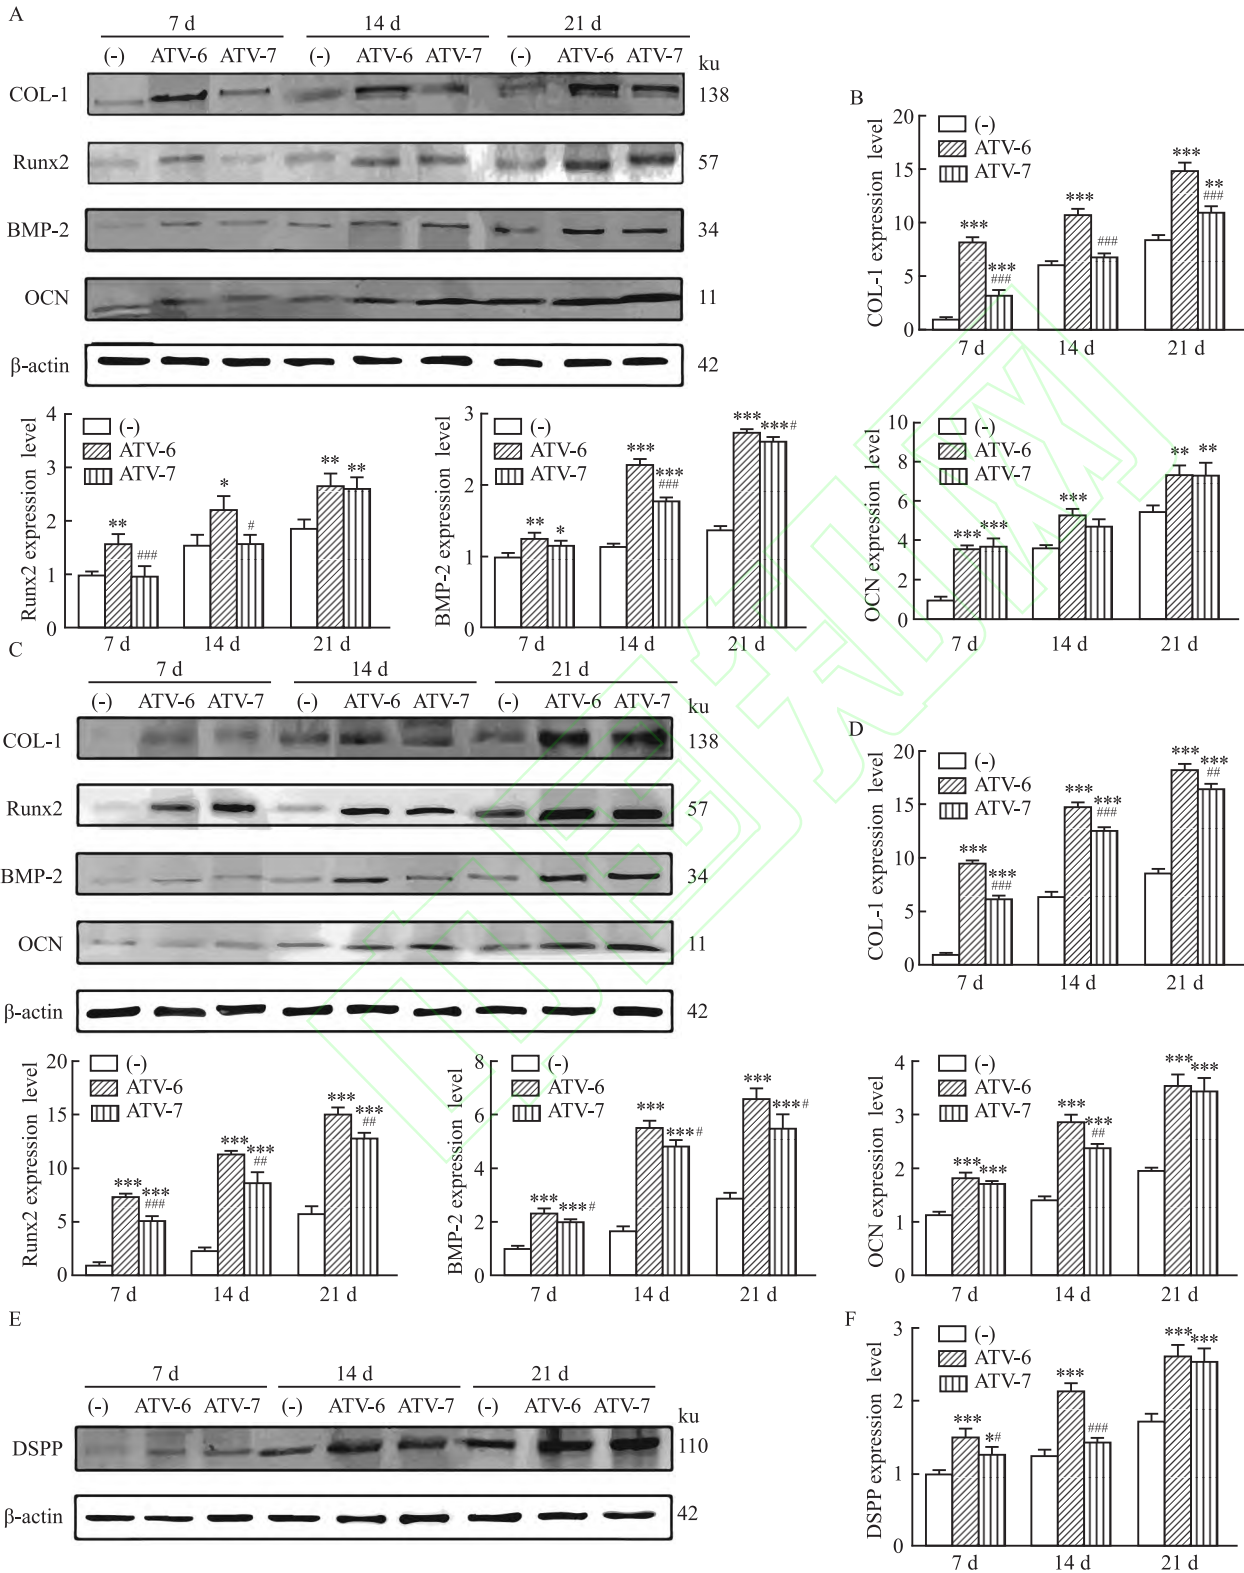 A
7 d 14 d 21 d
(-) ATV-6 ATV-7 (-) ATV-6 ATV-7 (-) ATV-6 ATV-7 ku
COL-1 138
Runx2 57
BMP-2 34
OCN 11
β-actin 42
B
COL-1 expression level
20
15
10
5
0
(-)
ATV-6
ATV-7
***
***
###
***
###
***
**
###
7 d 14 d 21 d
Runx2 expression level
4
3
2
1
0
(-)
ATV-6
ATV-7
**
###
*
#
**
**
7 d 14 d 21 d
BMP-2 expression level
3
2
1
0
(-)
ATV-6
ATV-7
**
*
***
***
###
***
***#
7 d 14 d 21 d
OCN expression level
10
8
6
4
2
0
(-)
ATV-6
ATV-7
***
***
***
**
**
7 d 14 d 21 d
C
7 d 14 d 21 d
(-) ATV-6 ATV-7 (-) ATV-6 ATV-7 (-) ATV-6 ATV-7 ku
COL-1 138
Runx2 57
BMP-2 34
OCN 11
β-actin 42
D
COL-1 expression level
20
15
10
5
0
(-)
ATV-6
ATV-7
***
***
###
***
***
###
***
***
##
7 d 14 d 21 d
Runx2 expression level
20
15
10
5
0
(-)
ATV-6
ATV-7
***
***
###
***
***
##
***
***
##
7 d 14 d 21 d
BMP-2 expression level
8
6
4
2
0
(-)
ATV-6
ATV-7
***
***#
***
***#
***
***#
7 d 14 d 21 d
OCN expression level
4
3
2
1
0
(-)
ATV-6
ATV-7
***
***
***
***
##
***
***
7 d 14 d 21 d
E
7 d 14 d 21 d
(-) ATV-6 ATV-7 (-) ATV-6 ATV-7 (-) ATV-6 ATV-7 ku
DSPP 110
β-actin 42
F
DSPP expression level
3
2
1
0
(-)
ATV-6
ATV-7
***
*#
***
###
***
***
7 d 14 d 21 d